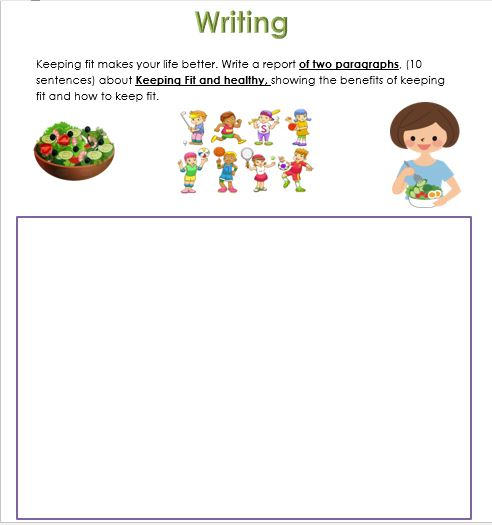 Writing
Keeping fit makes your life better. Write a report of two paragraphs, (10
sentences) about Keeping Fit and healthy, showing the benefits of keeping
fit and how to keep fit.
S